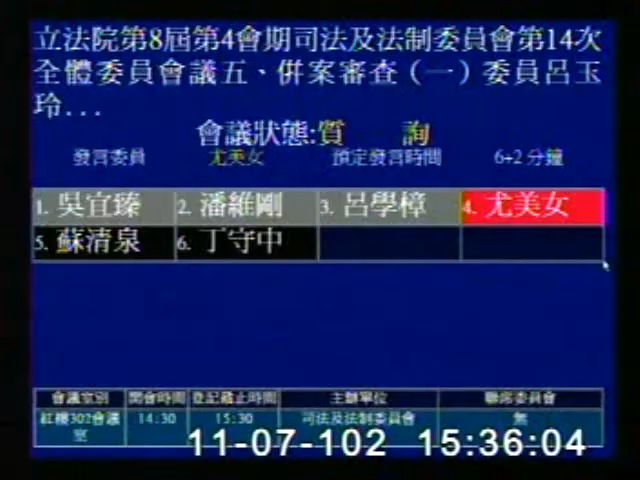 立法院第8屆第4會期司法及法制委員會第14次
全體委員會議五、併案審查（一）委員呂玉
玲...
會議狀態:質 詢
發言委員 尤美女 預定發言時間 6+2 分鐘
1. 吳宜臻 2. 潘維剛 3. 呂學樟 4. 尤美女
5. 蘇清泉 6. 丁守中
會議室別 開會時間 登記截止時間 主辦單位 聯席委員會
紅樓302會議室 14:30 15:30 司法及法制委員會 無
11-07-102 15:36:04